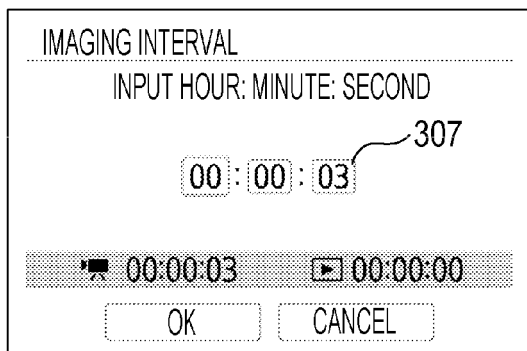 IMAGING INTERVAL
INPUT HOUR: MINUTE: SECOND
307
00 : 00 : 03
00:00:03 00:00:00
OK CANCEL